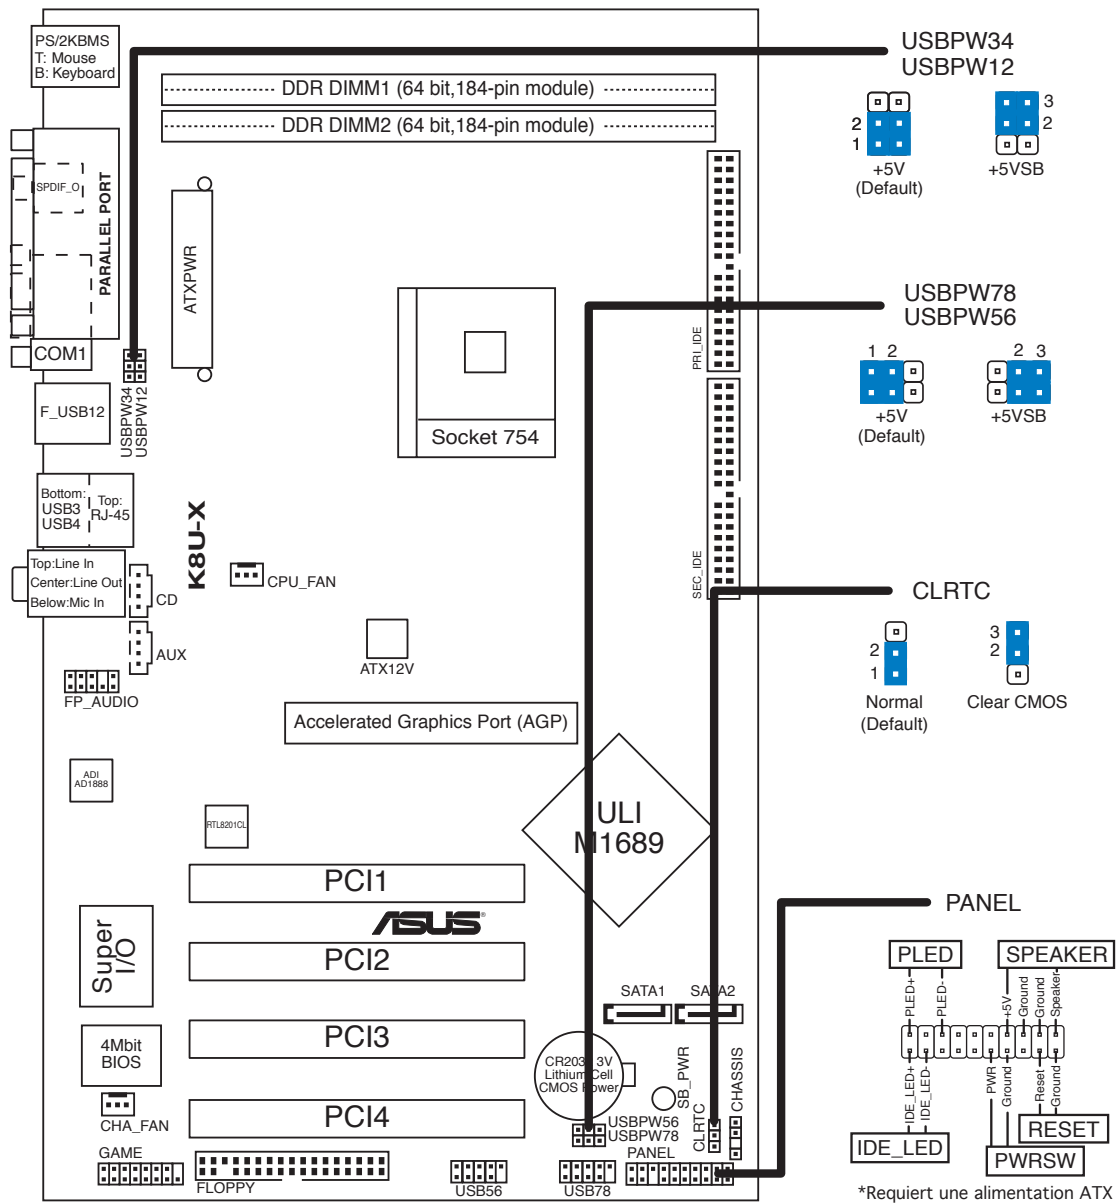 PS/2KBMS
T: Mouse
B: Keyboard
DDR DIMM1 (64 bit,184-pin module)
DDR DIMM2 (64 bit,184-pin module)
SPDIF_O
PARALLEL PORT
ATXPWR
COM1
USBPW34
USBPW12
F_USB12
Socket 754
PRI_IDE
SEC_IDE
Bottom:
USB3
USB4
Top:
RJ-45
K8U-X
Top:Line In
Center:Line Out
Below:Mic In
CD
AUX
CPU_FAN
FP_AUDIO
ATX12V
Accelerated Graphics Port (AGP)
ADI
AD1888
RTL8201CL
ULI
M1689
PCI1
ASUS
PCI2
PCI3
PCI4
Super
I/O
4Mbit
BIOS
CHA_FAN
GAME
FLOPPY
SATA1
SATA2
3V
Lithium Cell
CMOS Power
SB_PWR
CLRTC
CHASSIS
USBPW56
USBPW78
PANEL
USB56
USB78
USBPW34
USBPW12
2
1
+5V
(Default)
3
2
+5VSB
USBPW78
USBPW56
1 2
+5V
(Default)
2 3
+5VSB
CLRTC
2
1
Normal
(Default)
3
2
Clear CMOS
PANEL
PLED
SPEAKER
PLED+
PLED-
+5V
Ground
Ground
Speaker
IDE_LED+
IDE_LED-
PWR
Ground
Reset
Ground
IDE_LED
RESET
PWRSW
*Requiert une alimentation ATX